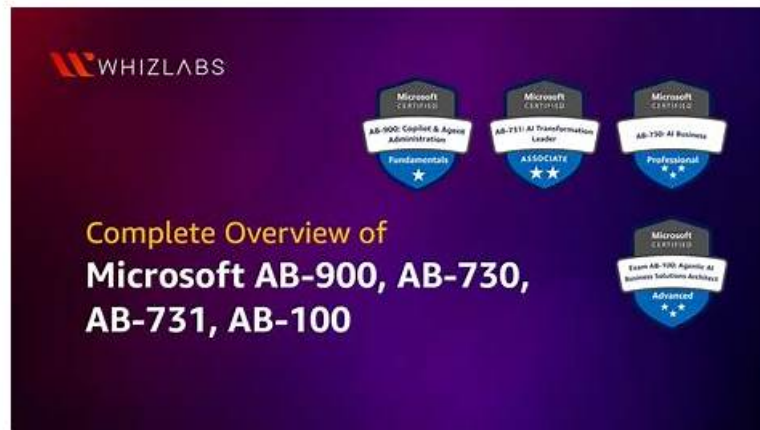 WHIZLABS
Microsoft
CERTIFIED
AB-900: Copilot & Agent
Administration
Fundamentals
Microsoft
CERTIFIED
AB-731: AI Transformation
Leader
ASSOCIATE
Microsoft
CERTIFIED
AB-730: AI Business
Professional
Complete Overview of
Microsoft AB-900, AB-730,
AB-731, AB-100
Microsoft
CERTIFIED
Exam AB-100: Agentic AI
Business Solutions Architect
Advanced